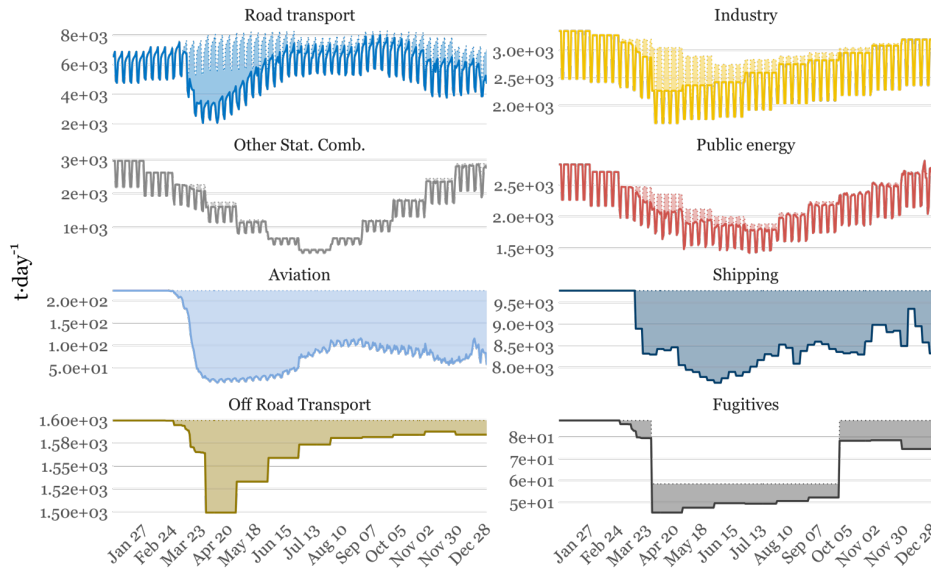 Road transport
8e+03
6e+03
4e+03
2e+03
Industry
3.0e+03
2.5e+03
2.0e+03
Other Stat. Comb.
3e+03
2e+03
1e+03
Public energy
2.5e+03
2.0e+03
1.5e+03
t·day⁻¹
Aviation
2.0e+02
1.5e+02
1.0e+02
5.0e+01
Shipping
9.5e+03
9.0e+03
8.5e+03
8.0e+03
Off Road Transport
1.60e+03
1.58e+03
1.55e+03
1.52e+03
1.50e+03
Fugitives
8e+01
7e+01
6e+01
5e+01
Jan 27
Feb 24
Mar 23
Apr 20
May 18
Jun 15
Jul 13
Aug 10
Sep 07
Oct 05
Nov 02
Nov 30
Dec 28
Jan 27
Feb 24
Mar 23
Apr 20
May 18
Jun 15
Jul 13
Aug 10
Sep 07
Oct 05
Nov 02
Nov 30
Dec 28